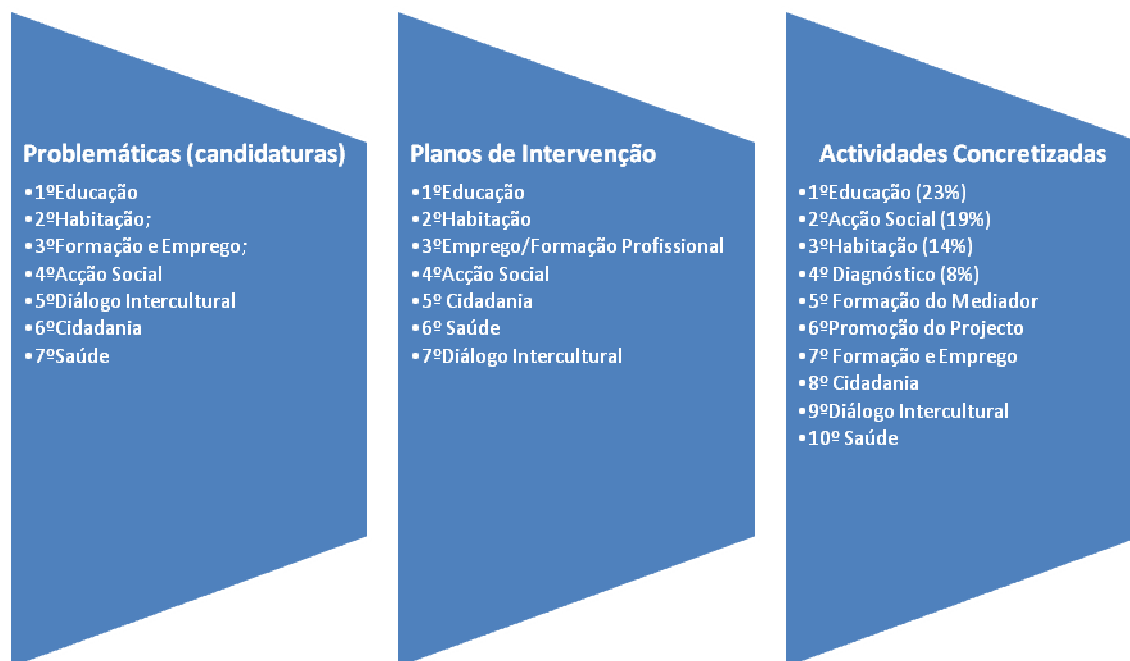 Problemáticas (candidaturas)
•1ºEducação
•2ºHabitação;
•3ºFormação e Emprego;
•4ºAcção Social
•5ºDiálogo Intercultural
•6ºCidadania
•7ºSaúde
Planos de Intervenção
•1ºEducação
•2ºHabitação
•3ºEmprego/Formação Profissional
•4ºAcção Social
•5º Cidadania
•6º Saúde
•7ºDiálogo Intercultural
Actividades Concretizadas
•1ºEducação (23%)
•2ºAcção Social (19%)
•3ºHabitação (14%)
•4º Diagnóstico (8%)
•5º Formação do Mediador
•6ºPromoção do Projecto
•7º Formação e Emprego
•8º Cidadania
•9ºDiálogo Intercultural
•10º Saúde